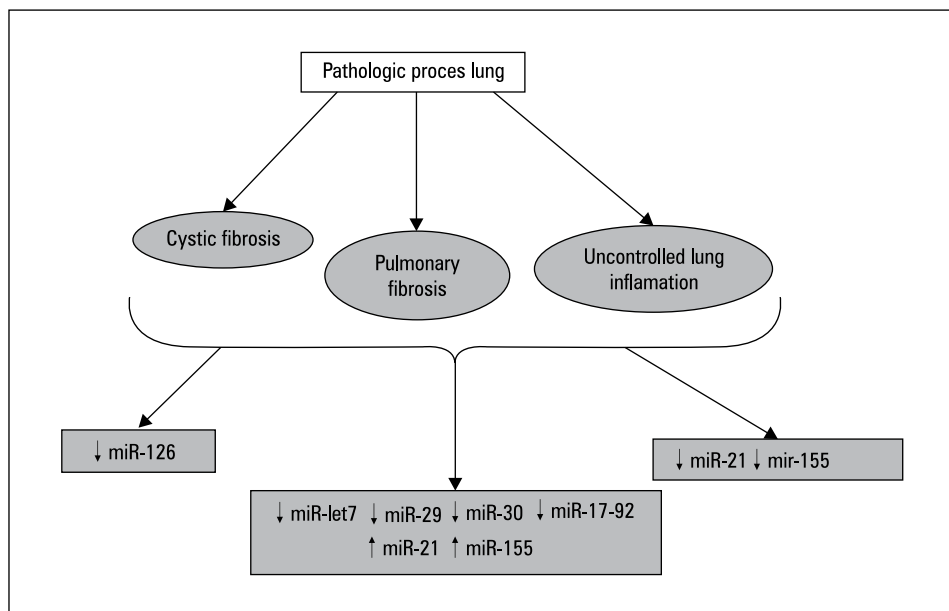 Pathologic proces lung
Cystic fibrosis
Pulmonary
fibrosis
Uncontrolled lung
inflamation
↓ miR-126
↓ miR-21 ↓ mir-155
↓ miR-let7 ↓ miR-29 ↓ miR-30 ↓ miR-17-92
↑ miR-21 ↑ miR-155